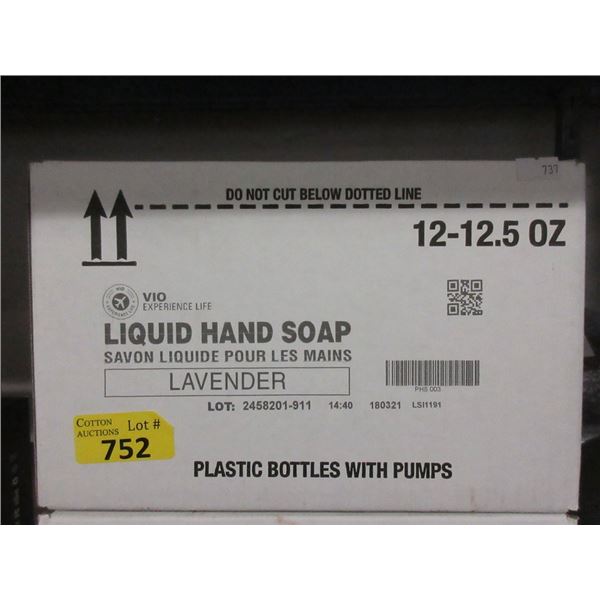 737
DO NOT CUT BELOW DOTTED LINE
12-12.5 OZ
VIO
EXPERIENCE LIFE
LIQUID HAND SOAP
SAVON LIQUIDE POUR LES MAINS
LAVENDER
PHS 003
LOT: 2458201-911 14:40 180321 LSI1191
COTTON
AUCTIONS
Lot #
752
PLASTIC BOTTLES WITH PUMPS